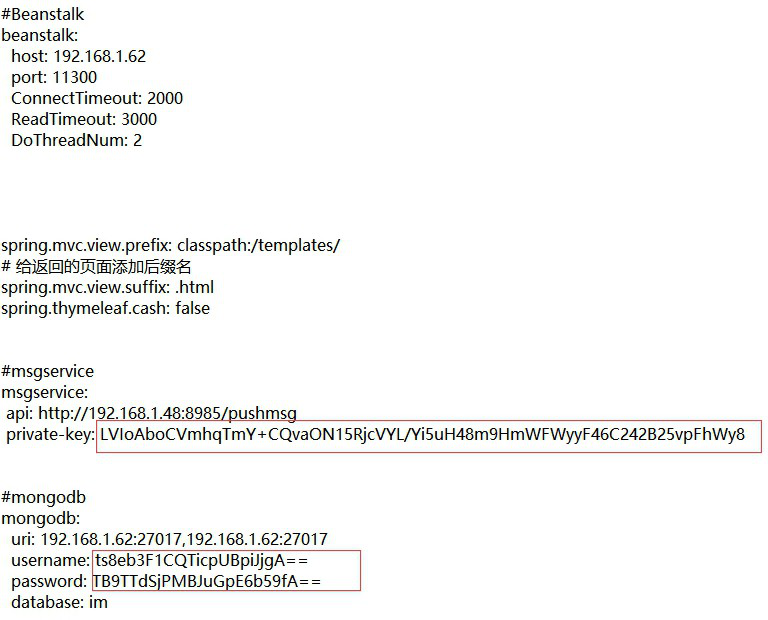 #Beanstalk
beanstalk:
host: 192.168.1.62
port: 11300
ConnectTimeout: 2000
ReadTimeout: 3000
DoThreadNum: 2
spring.mvc.view.prefix: classpath:/templates/
# 给返回的页面添加后缀名
spring.mvc.view.suffix: .html
spring.thymeleaf.cash: false
#msgservice
msgservice:
api: http://192.168.1.48:8985/pushmsg
private-key: LVIoAboCVmhqTmY+CQvaON15RjcVYL/Yi5uH48m9HmWFWyyF46C242B25vpFhWy8
#mongodb
mongodb:
uri: 192.168.1.62:27017,192.168.1.62:27017
username: ts8eb3F1CQTicpUBpiJjgA==
password: TB9TTdSjPMBJuGpE6b59fA==
database: im